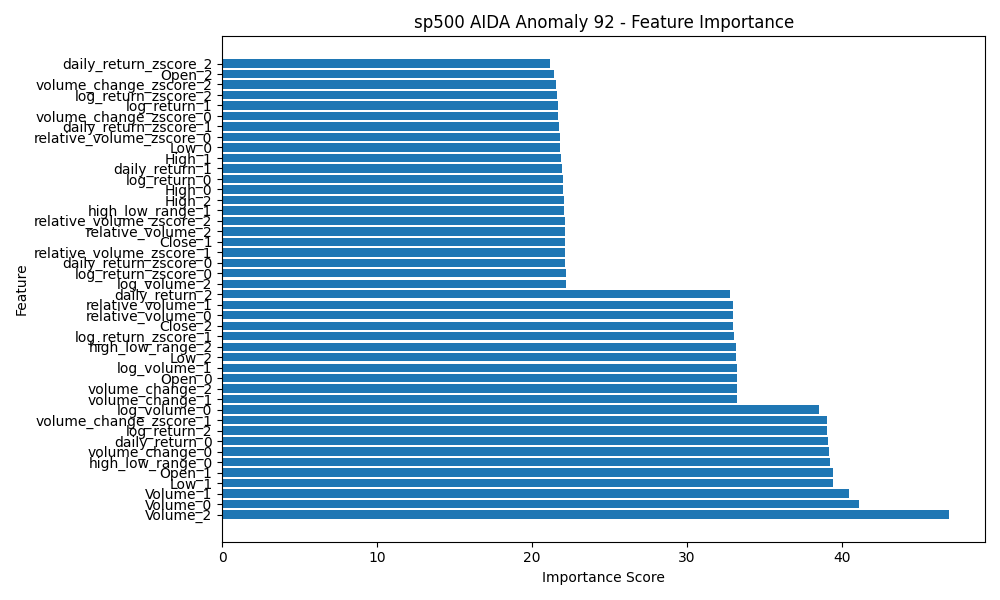 sp500 AIDA Anomaly 92 - Feature Importance
daily_return_zscore_2
Open_2
volume_change_zscore_2
log_return_zscore_2
log_return_1
volume_change_zscore_0
daily_return_zscore_1
relative_volume_zscore_0
Low_0
High_1
daily_return_1
log_return_0
High_0
High_2
high_low_range_1
relative_volume_zscore_2
relative_volume_2
Close_1
relative_volume_zscore_1
daily_return_zscore_0
log_return_zscore_0
log_volume_2
daily_return_2
relative_volume_1
relative_volume_0
Close_2
log_return_zscore_1
high_low_range_2
Low_2
log_volume_1
Open_0
volume_change_2
volume_change_1
log_volume_0
volume_change_zscore_1
log_return_2
daily_return_0
volume_change_0
high_low_range_0
Open_1
Low_1
Volume_1
Volume_0
Volume_2
Feature
0 10 20 30 40
Importance Score